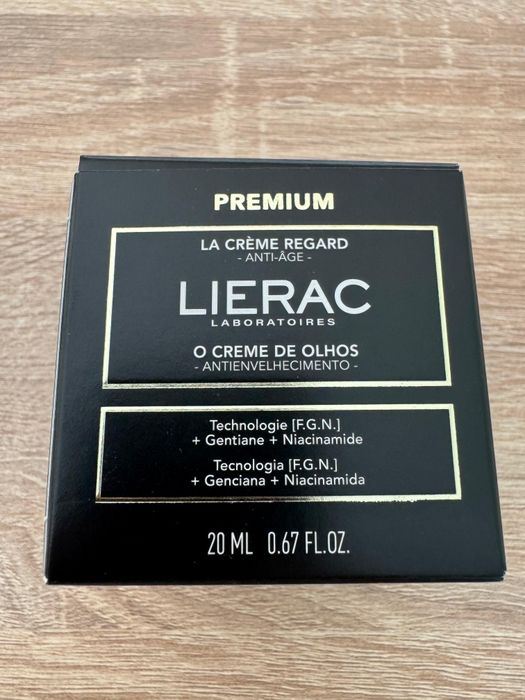 PREMIUM
LA CRÈME REGARD
- ANTI-ÂGE -
LIERAC
LABORATOIRES
O CREME DE OLHOS
- ANTIENVELHECIMENTO -
Technologie [F.G.N.]
+ Gentiane + Niacinamide
Tecnologia [F.G.N.]
+ Genciana + Niacinamida
20 ML 0.67 FL.OZ.